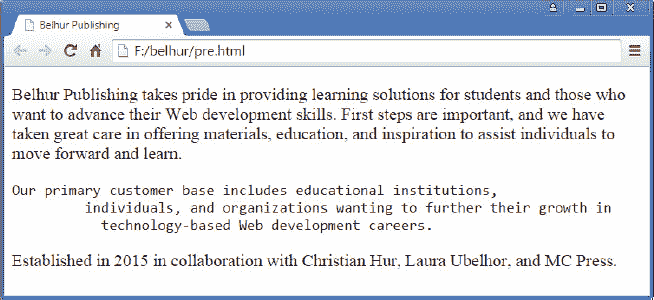 Belhur Publishing
F:/belhur/pre.html
Belhur Publishing takes pride in providing learning solutions for students and those who
want to advance their Web development skills. First steps are important, and we have
taken great care in offering materials, education, and inspiration to assist individuals to
move forward and learn.
Our primary customer base includes educational institutions,
individuals, and organizations wanting to further their growth in
technology-based Web development careers.
Established in 2015 in collaboration with Christian Hur, Laura Ubelhor, and MC Press.